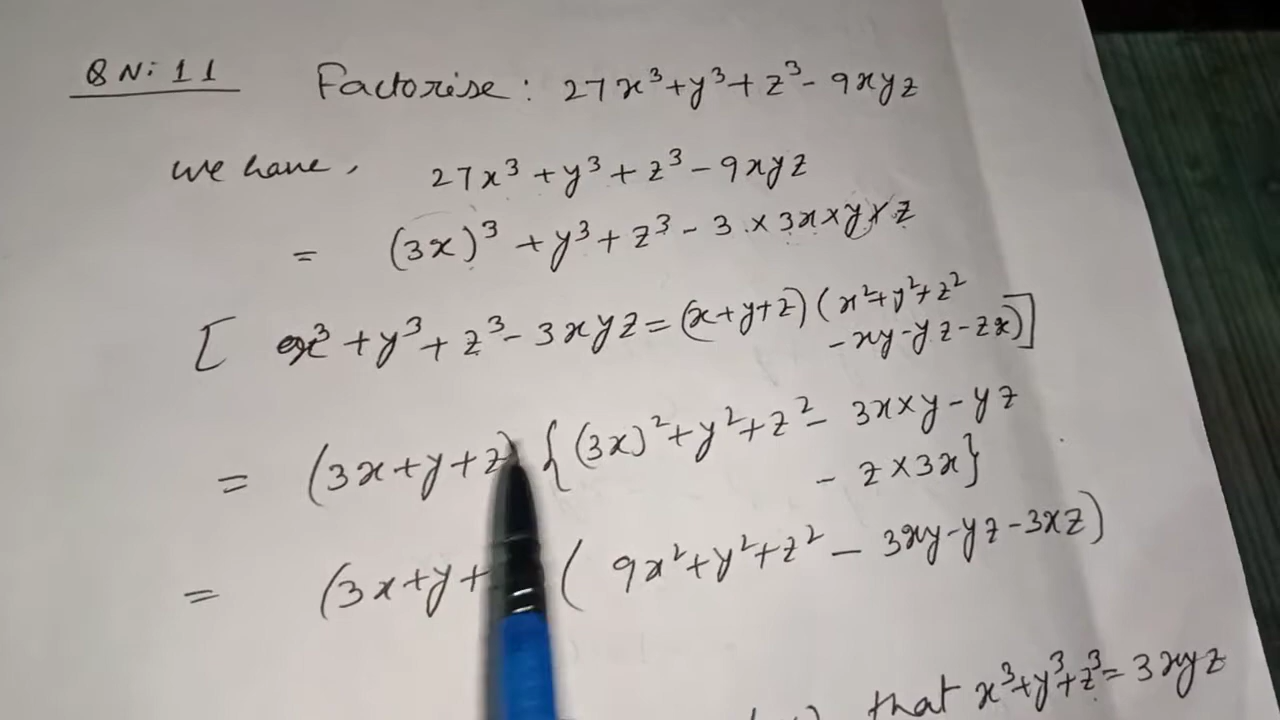 Q N: 11 Factorise: 27x³+y³+z³-9xyz
we have, 27x³+y³+z³-9xyz
= (3x)³+y³+z³-3×3x×y×z
[ x³+y³+z³-3xyz=(x+y+z)(x²+y²+z²
-xy-yz-zx)]
= (3x+y+z) {(3x)²+y²+z²-3x×y-yz
- z×3x}
= (3x+y+ ( 9x²+y²+z²-3xy-yz-3xz)
that x³+y³+z³=3xyz